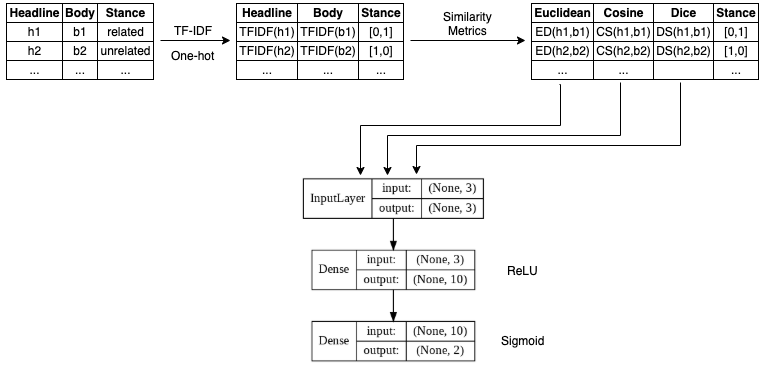 Headline Body Stance
h1 b1 related
h2 b2 unrelated
... ... ...
TF-IDF
One-hot
Headline Body Stance
TFIDF(h1) TFIDF(b1) [0,1]
TFIDF(h2) TFIDF(b2) [1,0]
... ... ...
Similarity
Metrics
Euclidean Cosine Dice Stance
ED(h1,b1) CS(h1,b1) DS(h1,b1) [0,1]
ED(h2,b2) CS(h2,b2) DS(h2,b2) [1,0]
... ... ... ...
InputLayer
input: (None, 3)
output: (None, 3)
Dense
input: (None, 3)
output: (None, 10)
ReLU
Dense
input: (None, 10)
output: (None, 2)
Sigmoid